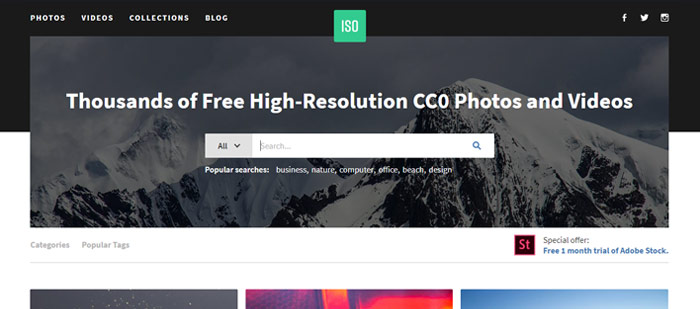 PHOTOS VIDEOS COLLECTIONS BLOG
ISO
Thousands of Free High-Resolution CC0 Photos and Videos
All Search...
Popular searches: business, nature, computer, office, beach, design
Categories Popular Tags
St
Special offer:
Free 1 month trial of Adobe Stock.